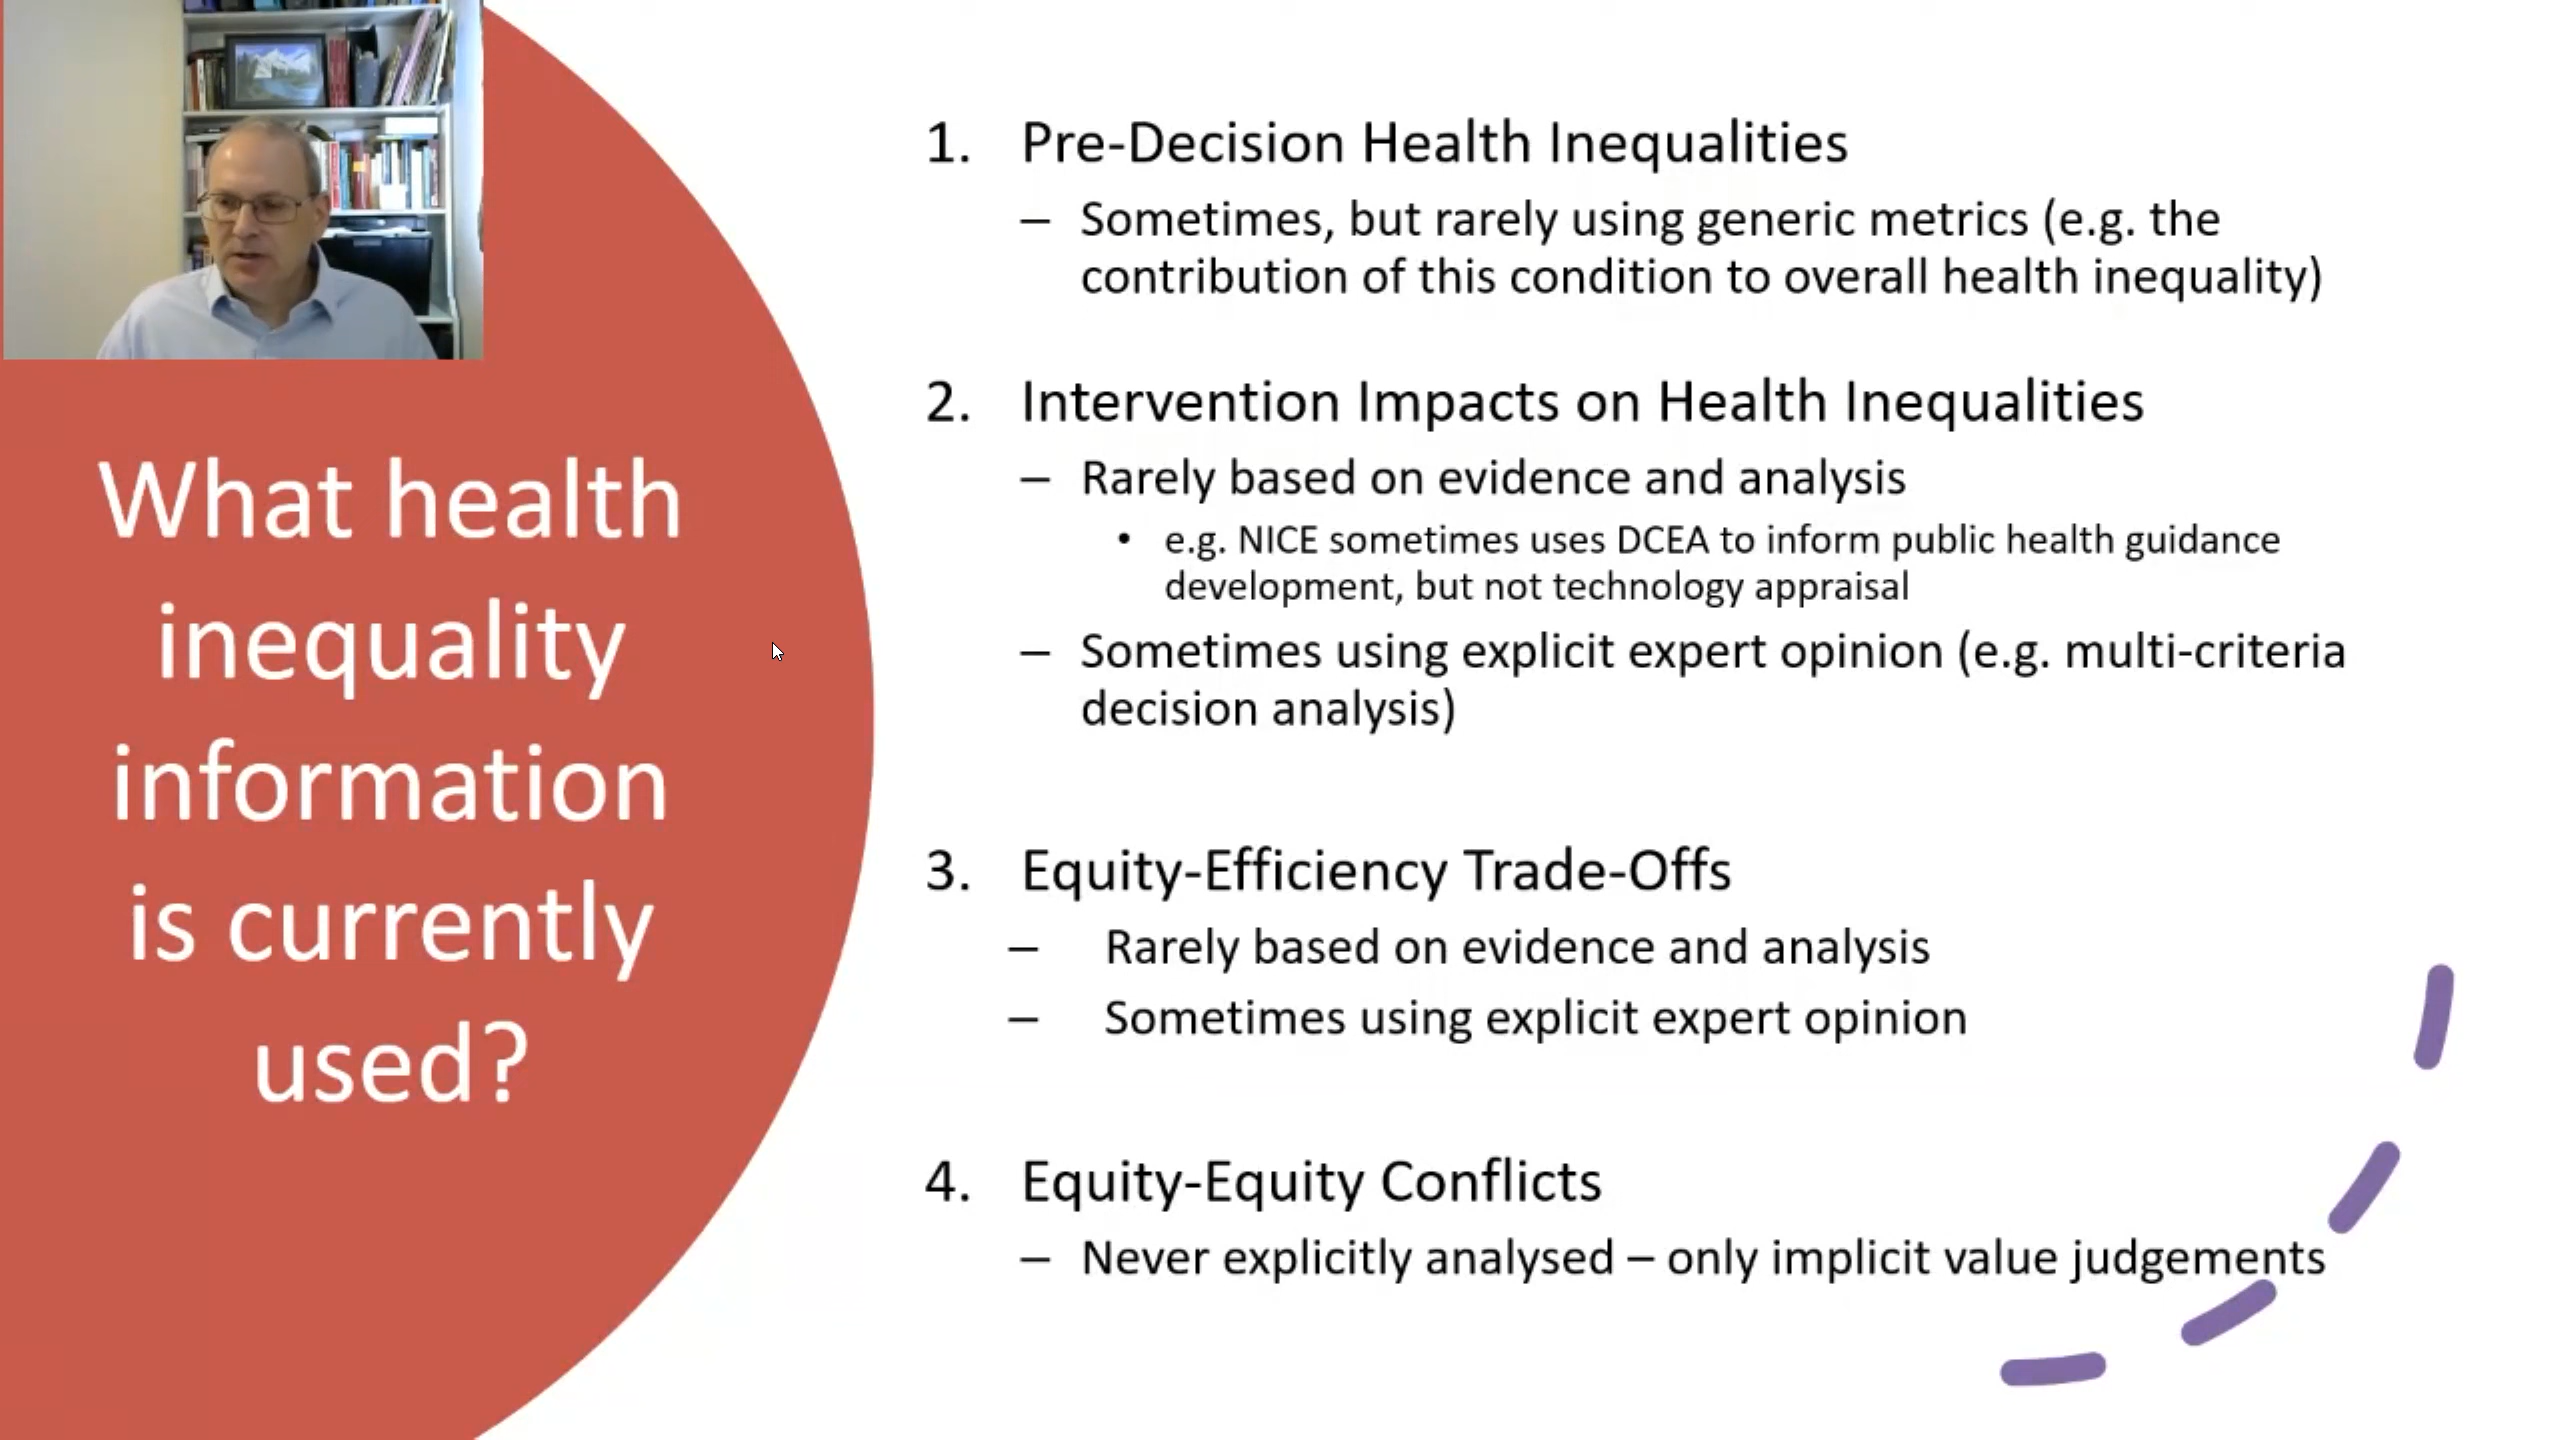 What health
inequality
information
is currently
used?
1. Pre-Decision Health Inequalities
– Sometimes, but rarely using generic metrics (e.g. the
contribution of this condition to overall health inequality)
2. Intervention Impacts on Health Inequalities
– Rarely based on evidence and analysis
• e.g. NICE sometimes uses DCEA to inform public health guidance
development, but not technology appraisal
– Sometimes using explicit expert opinion (e.g. multi-criteria
decision analysis)
3. Equity-Efficiency Trade-Offs
– Rarely based on evidence and analysis
– Sometimes using explicit expert opinion
4. Equity-Equity Conflicts
– Never explicitly analysed – only implicit value judgements